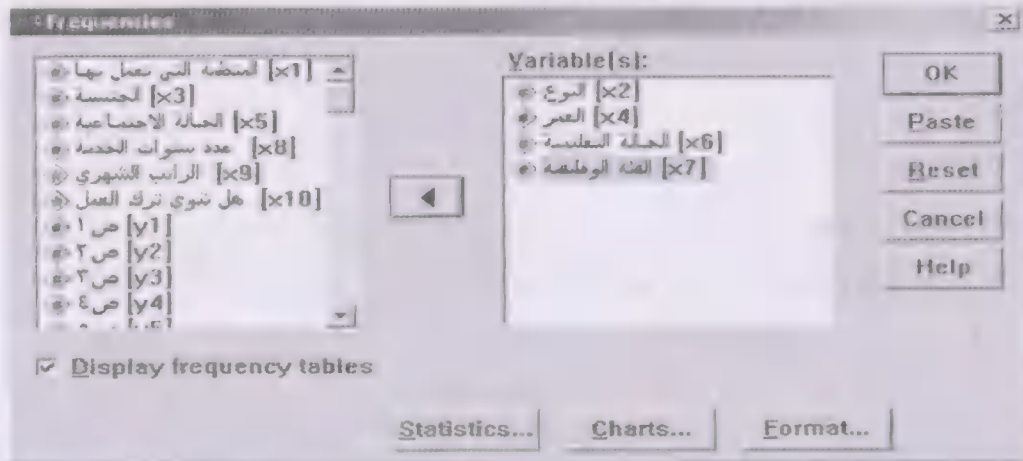 Frequencies
[x1] المنظمة التي تعمل بها
[x3] الجنسية
[x5] الحالة الاجتماعية
[x8] عدد سنوات الخدمة
[x9] الراتب الشهري
[x10] هل تنوي ترك العمل
[y1] ص١
[y2] ص٢
[y3] ص٣
[y4] ص٤
Display frequency tables
Variable(s):
[x2] النوع
[x4] العمر
[x6] الحالة التعليمية
[x7] الفئة الوظيفية
OK
Paste
Reset
Cancel
Help
Statistics...
Charts...
Format...